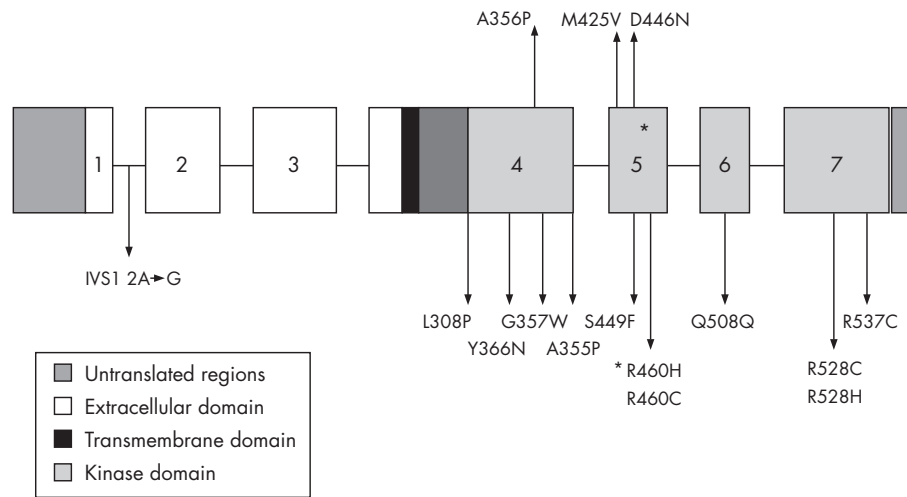 A356P
M425V D446N
*
1 2 3 4 5 6 7
IVS1 2A→G
L308P G357W S449F Q508Q R537C
Y366N A355P
* R460H R528C
R460C R528H
Untranslated regions
Extracellular domain
Transmembrane domain
Kinase domain